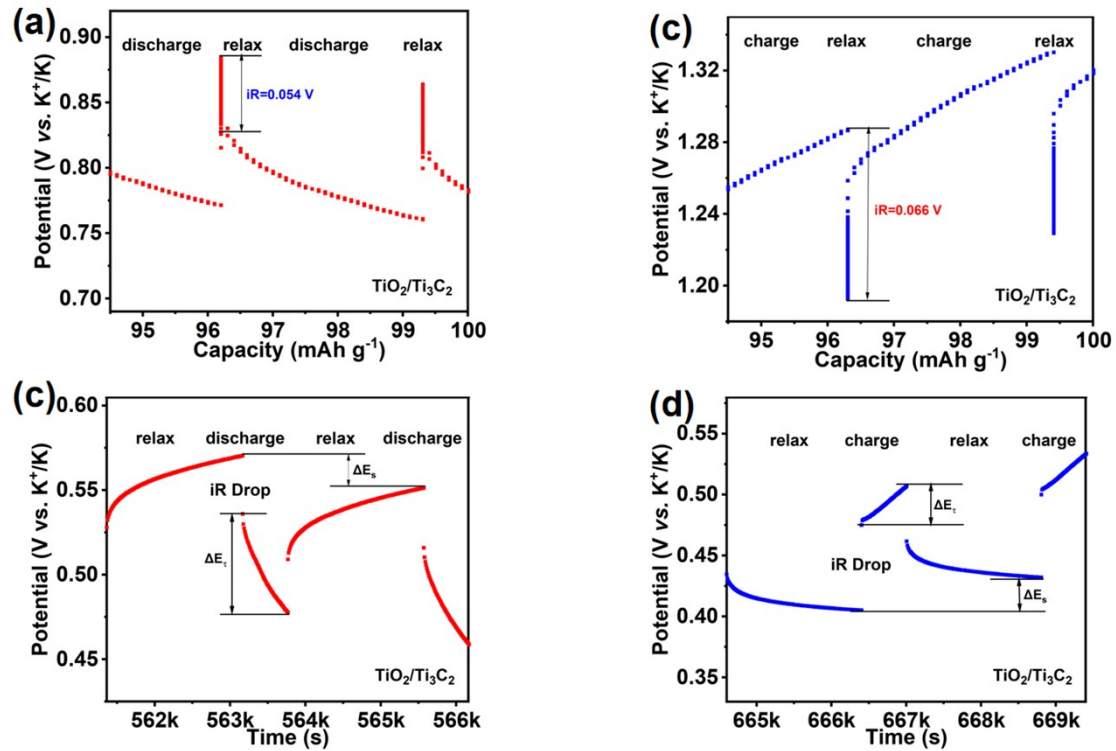 (a)
0.90
0.85
0.80
0.75
0.70
Potential (V vs. K⁺/K)
discharge relax discharge relax
iR=0.054 V
TiO₂/Ti₃C₂
95 96 97 98 99 100
Capacity (mAh g⁻¹)
(c)
1.32
1.28
1.24
1.20
Potential (V vs. K⁺/K)
charge relax charge relax
iR=0.066 V
TiO₂/Ti₃C₂
95 96 97 98 99 100
Capacity (mAh g⁻¹)
(c)
0.60
0.55
0.50
0.45
Potential (V vs. K⁺/K)
relax discharge relax discharge
ΔEₛ
iR Drop
ΔEτ
TiO₂/Ti₃C₂
562k 563k 564k 565k 566k
Time (s)
(d)
0.55
0.50
0.45
0.40
0.35
Potential (V vs. K⁺/K)
relax charge relax charge
ΔEτ
iR Drop
ΔEₛ
TiO₂/Ti₃C₂
665k 666k 667k 668k 669k
Time (s)